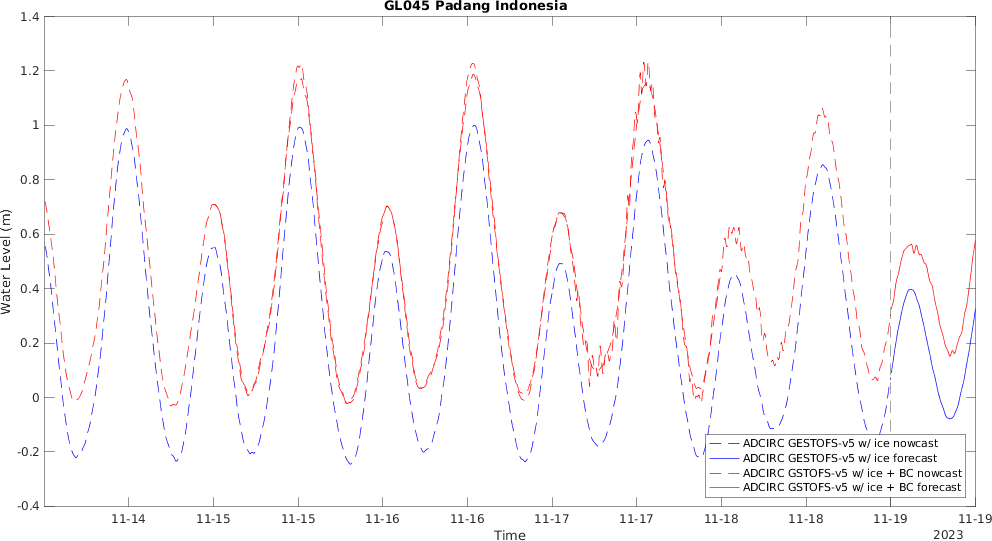 GL045 Padang Indonesia
Water Level (m)
1.4
1.2
1
0.8
0.6
0.4
0.2
0
-0.2
-0.4
ADCIRC GESTOFS-v5 w/ ice nowcast
ADCIRC GESTOFS-v5 w/ ice forecast
ADCIRC GSTOFS-v5 w/ ice + BC nowcast
ADCIRC GSTOFS-v5 w/ ice + BC forecast
11-14 11-15 11-15 11-16 11-16 11-17 11-17 11-18 11-18 11-19 11-19
Time
2023